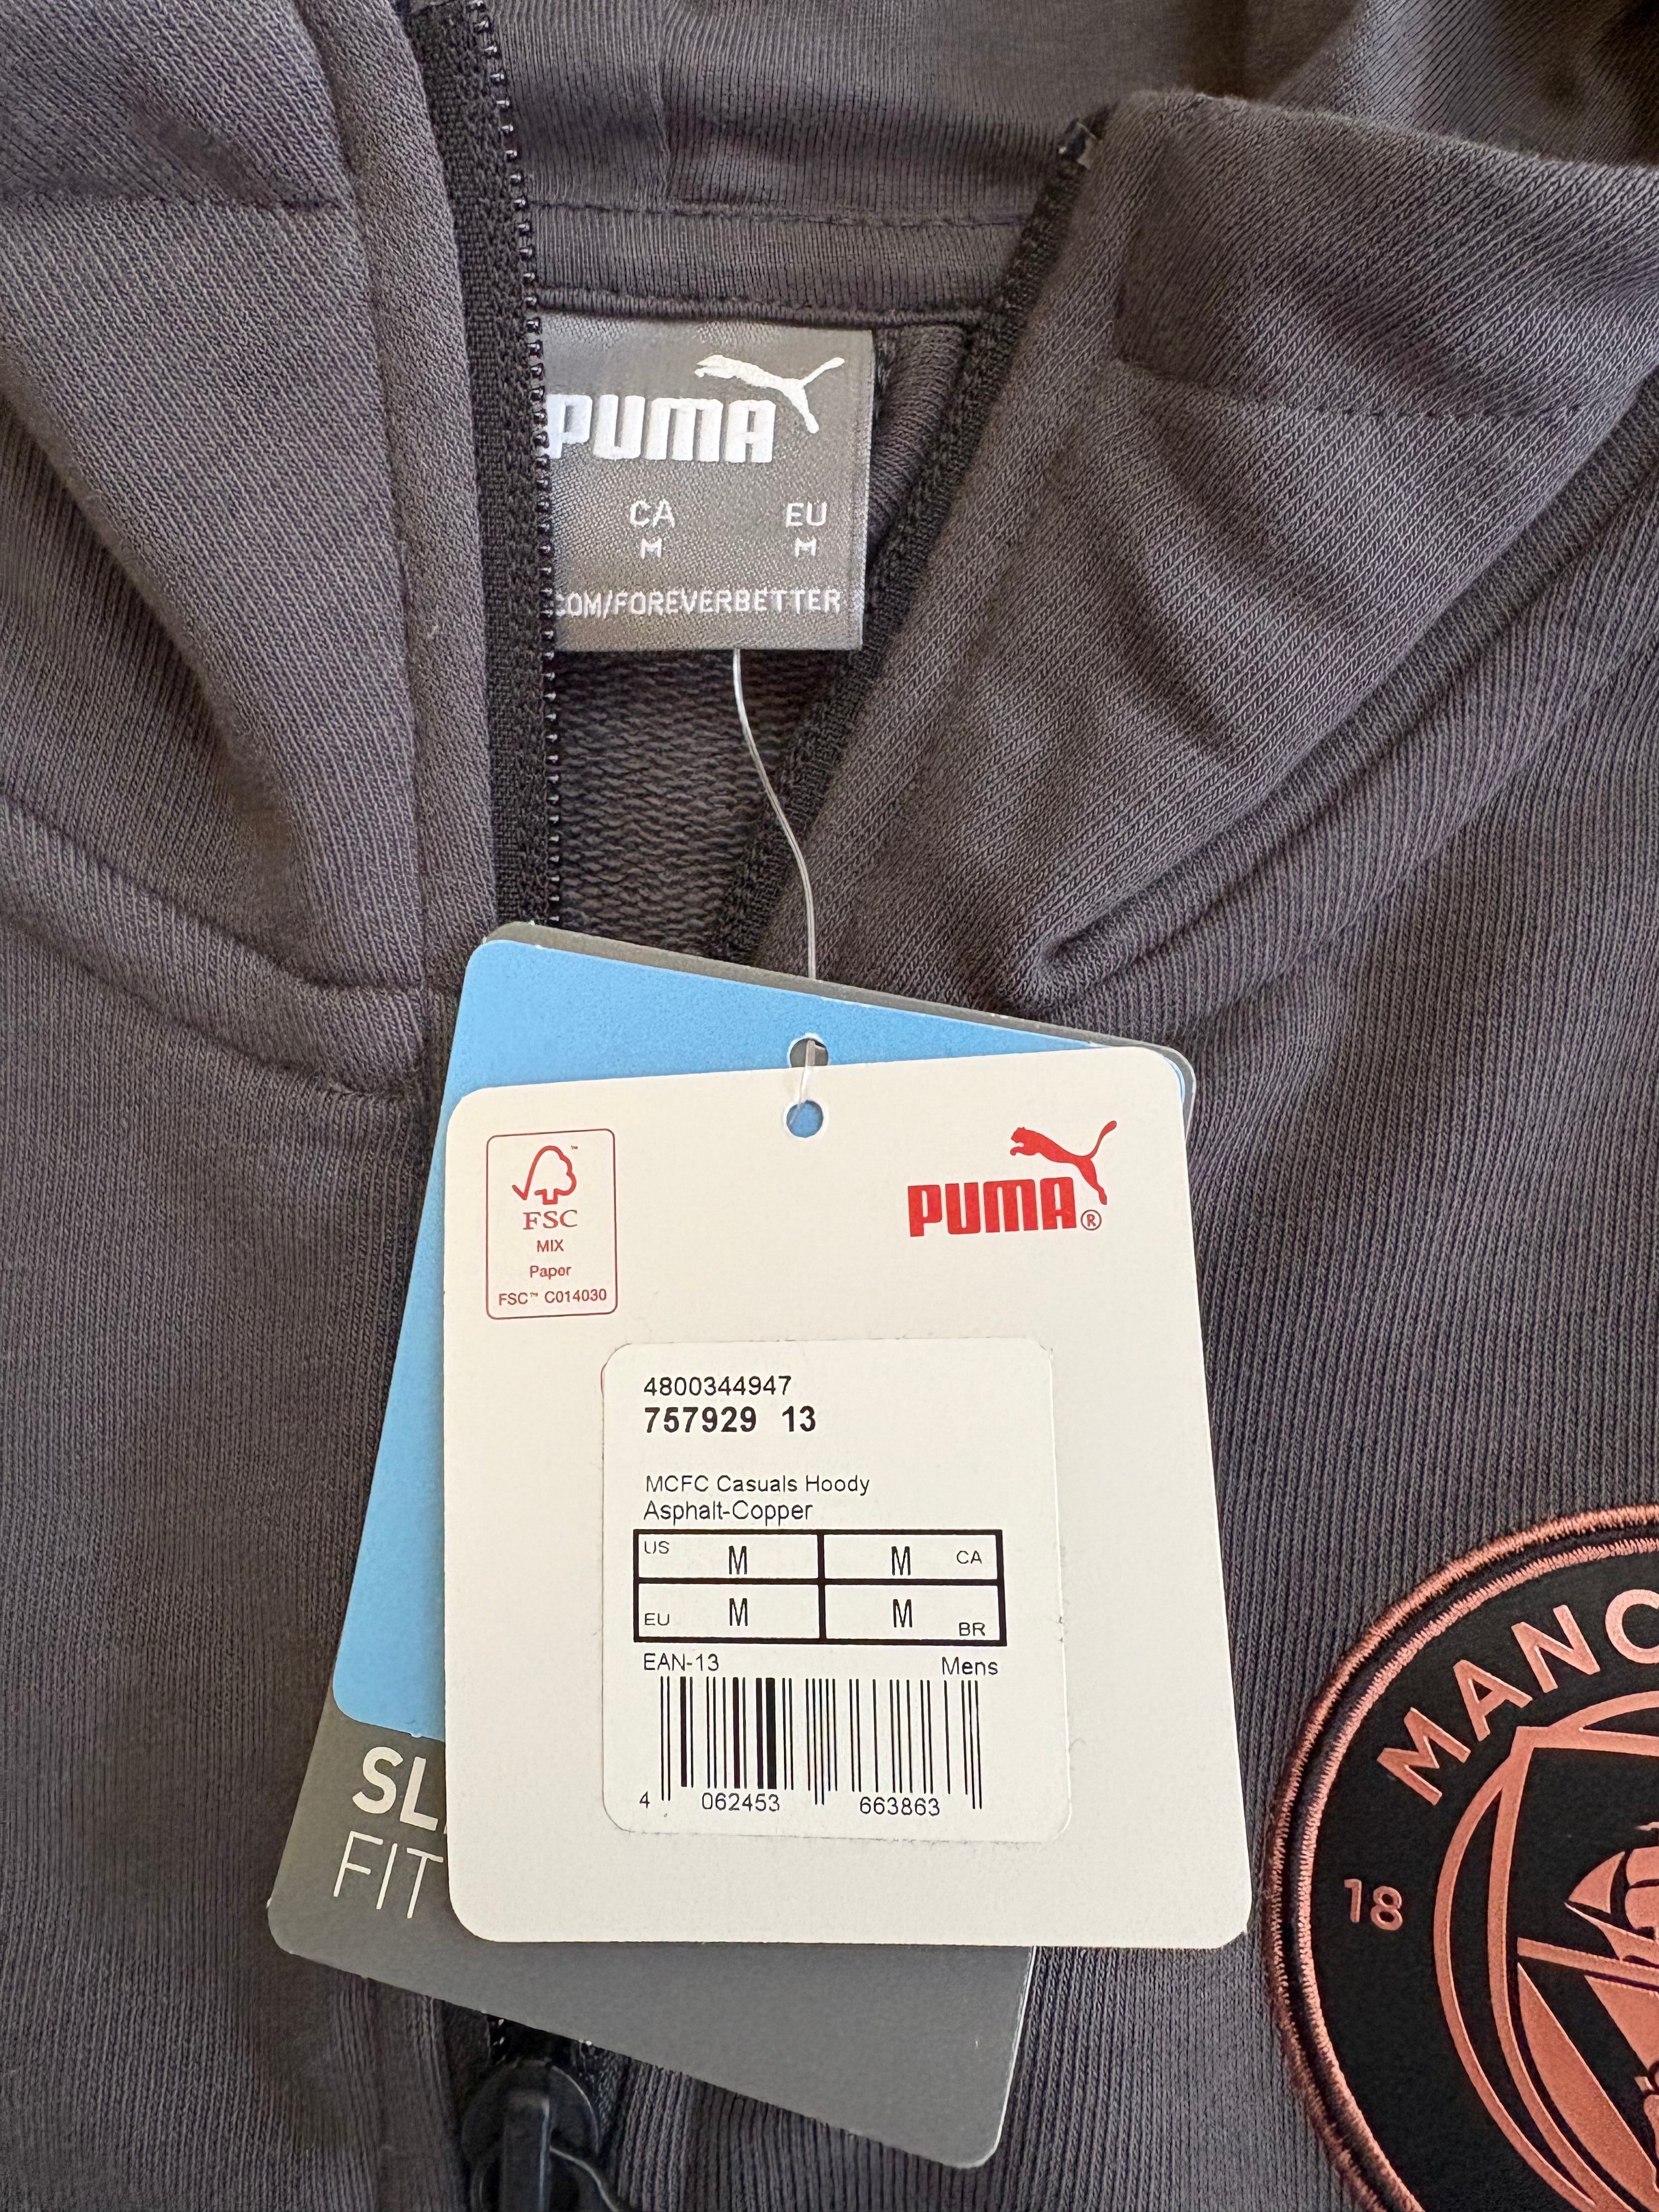 PUMA
CA EU
M M
COM/FOREVERBETTER
FSC
MIX
Paper
FSC™ C014030
PUMA®
4800344947
757929 13
MCFC Casuals Hoody
Asphalt-Copper
US M M CA
EU M M BR
EAN-13 Mens
4 062453 663863
FIT
18